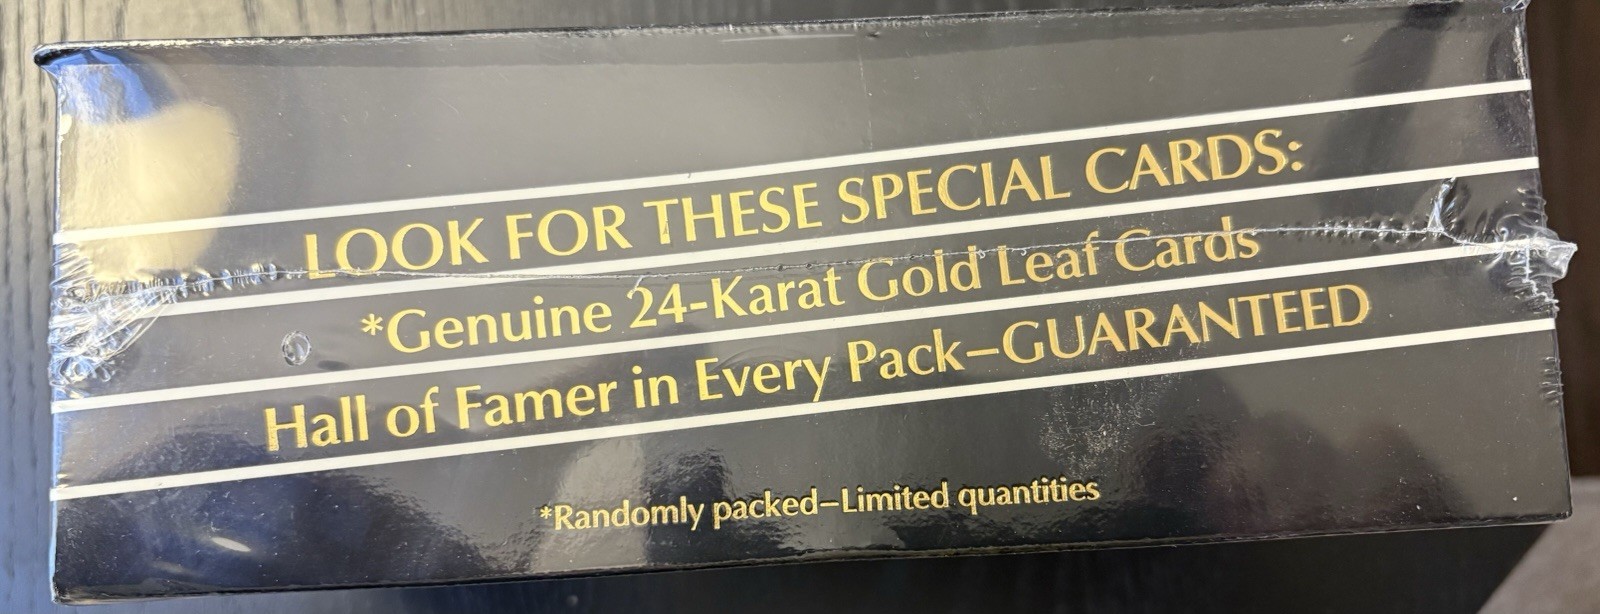 LOOK FOR THESE SPECIAL CARDS:
*Genuine 24-Karat Gold Leaf Cards
Hall of Famer in Every Pack–GUARANTEED
*Randomly packed–Limited quantities